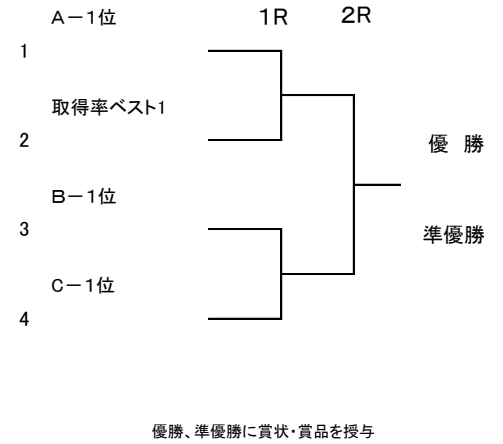 A－1位
1R 2R
1
取得率ベスト1
2
優 勝
B－1位
3
準優勝
C－1位
4
優勝、準優勝に賞状・賞品を授与